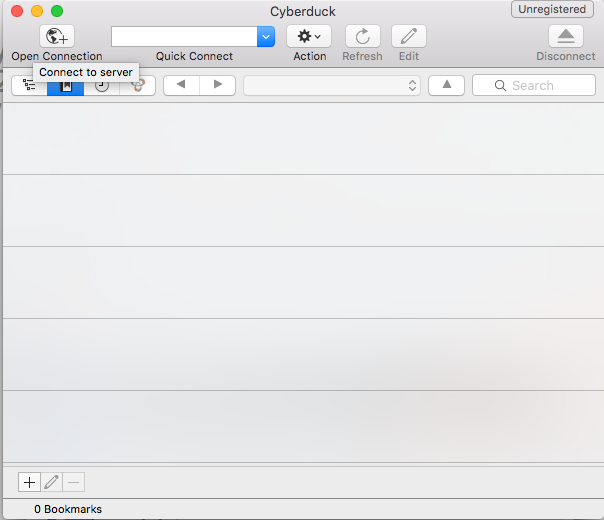 Cyberduck
Unregistered
Open Connection
Quick Connect
Action
Refresh
Edit
Disconnect
Connect to server
Search
0 Bookmarks